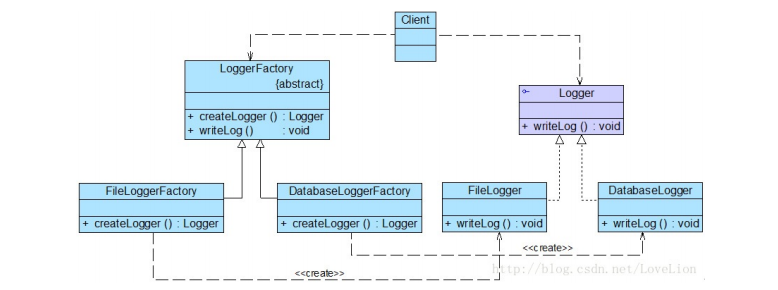 Client
LoggerFactory
{abstract}
+ createLogger () : Logger
+ writeLog () : void
Logger
+ writeLog () : void
FileLoggerFactory
+ createLogger () : Logger
DatabaseLoggerFactory
+ createLogger () : Logger
FileLogger
+ writeLog () : void
DatabaseLogger
+ writeLog () : void
<<create>>
<<create>>
http://blog.csdn.net/LoveLion